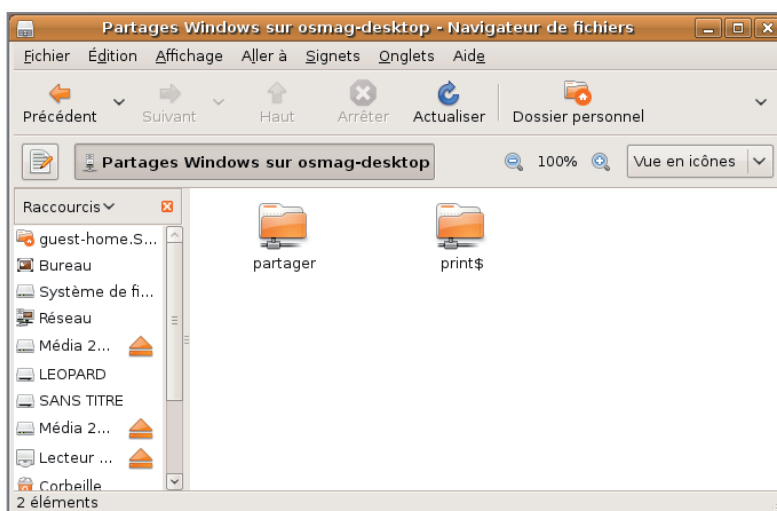 Partages Windows sur osmag-desktop - Navigateur de fichiers
Fichier Édition Affichage Aller à Signets Onglets Aide
Précédent Suivant Haut Arrêter Actualiser Dossier personnel
Partages Windows sur osmag-desktop 100% Vue en icônes
Raccourcis
guest-home.S...
Bureau
Système de fi...
Réseau
Média 2...
LEOPARD
SANS TITRE
Média 2...
Lecteur ...
Corbeille
partager print$
2 éléments